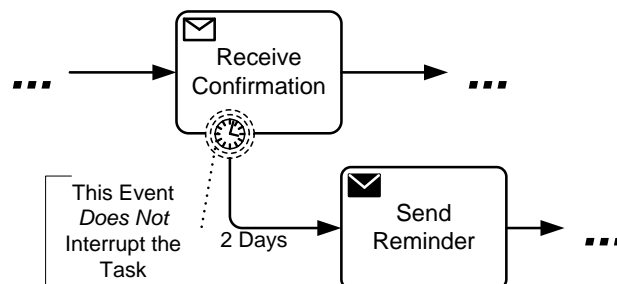 ...
Receive
Confirmation
...
This Event
Does Not
Interrupt the
Task
2 Days
Send
Reminder
...